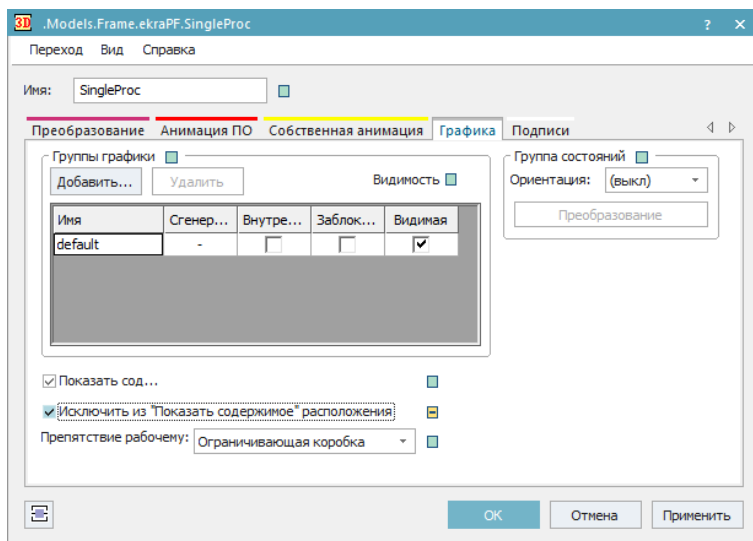 3D .Models.Frame.ekraPF.SingleProc ? ×
Переход Вид Справка
Имя: SingleProc
Преобразование Анимация ПО Собственная анимация Графика Подписи
Группы графики Группа состояний
Добавить... Удалить Видимость Ориентация: (выкл)
Преобразование
Имя Сгенер... Внутре... Заблок... Видимая
default -
Показать сод...
Исключить из "Показать содержимое" расположения
Препятствие рабочему: Ограничивающая коробка
OK Отмена Применить